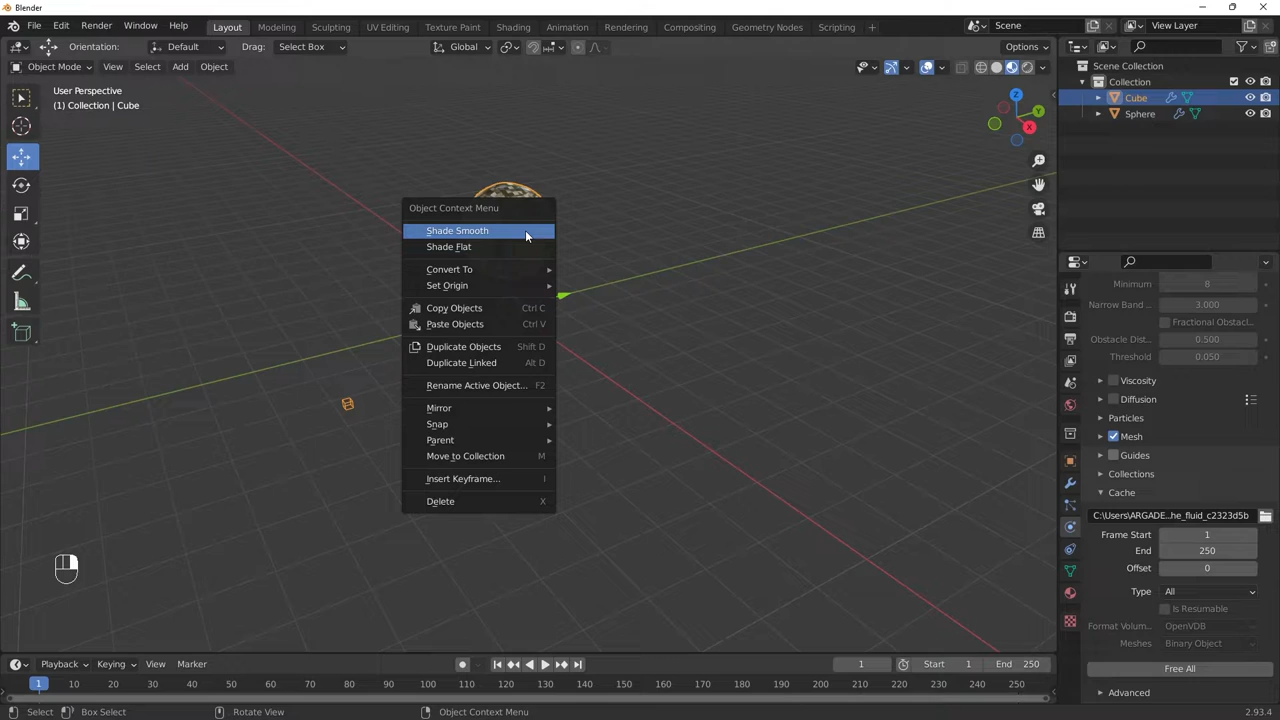 Blender
File Edit Render Window Help Layout Modeling Sculpting UV Editing Texture Paint Shading Animation Rendering Compositing Geometry Nodes Scripting + Scene View Layer
Orientation: Default Drag: Select Box Global Options
Object Mode View Select Add Object
User Perspective
(1) Collection | Cube
Z
Y
X
Object Context Menu
Shade Smooth
Shade Flat
Convert To
Set Origin
Copy Objects Ctrl C
Paste Objects Ctrl V
Duplicate Objects Shift D
Duplicate Linked Alt D
Rename Active Object... F2
Mirror
Snap
Parent
Move to Collection M
Insert Keyframe... I
Delete X
Scene Collection
Collection
Cube
Sphere
Minimum 8
Narrow Band ... 3.000
Fractional Obstacl...
Obstacle Dist... 0.500
Threshold 0.050
Viscosity
Diffusion
Particles
Mesh
Guides
Collections
Cache
C:\Users\ARGADE...he_fluid_c2323d5b
Frame Start 1
End 250
Offset 0
Type All
Is Resumable
Format Volum... OpenVDB
Meshes Binary Object
Free All
Advanced
Playback Keying View Marker 1 Start 1 End 250
1 10 20 30 40 50 60 70 80 90 100 110 120 130 140 150 160 170 180 190 200 210 220 230 240 250
Select Box Select Rotate View Object Context Menu 2.93.4